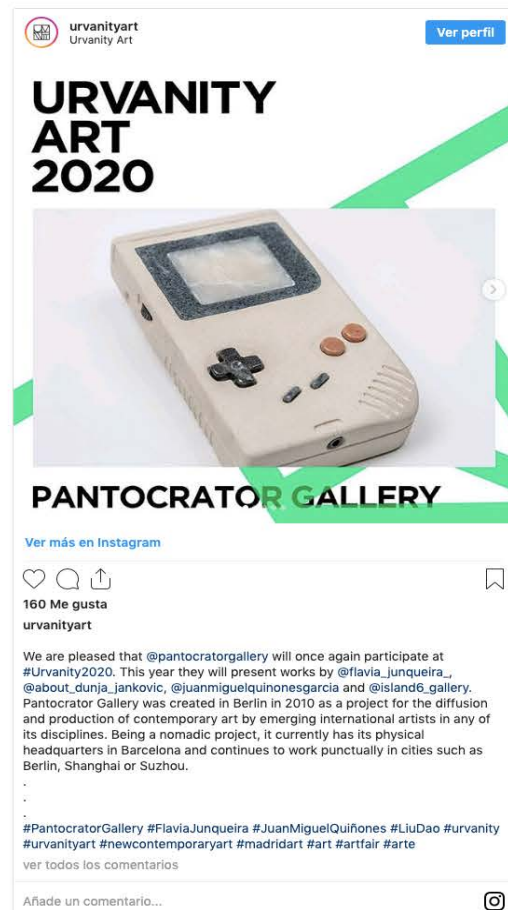 urvanityart
Urvanity Art
Ver perfil
URVANITY
ART
2020
PANTOCRATOR GALLERY
Ver más en Instagram
160 Me gusta
urvanityart
We are pleased that @pantocratorgallery will once again participate at
#Urvanity2020. This year they will present works by @flavia_junqueira_,
@about_dunja_jankovic, @juanmiguelquinonesgarcia and @island6_gallery.
Pantocrator Gallery was created in Berlin in 2010 as a project for the diffusion
and production of contemporary art by emerging international artists in any of
its disciplines. Being a nomadic project, it currently has its physical
headquarters in Barcelona and continues to work punctually in cities such as
Berlin, Shanghai or Suzhou.
.
.
.
#PantocratorGallery #FlaviaJunqueira #JuanMiguelQuiñones #LiuDao #urvanity
#urvanityart #newcontemporaryart #madridart #art #artfair #arte
ver todos los comentarios
Añade un comentario...